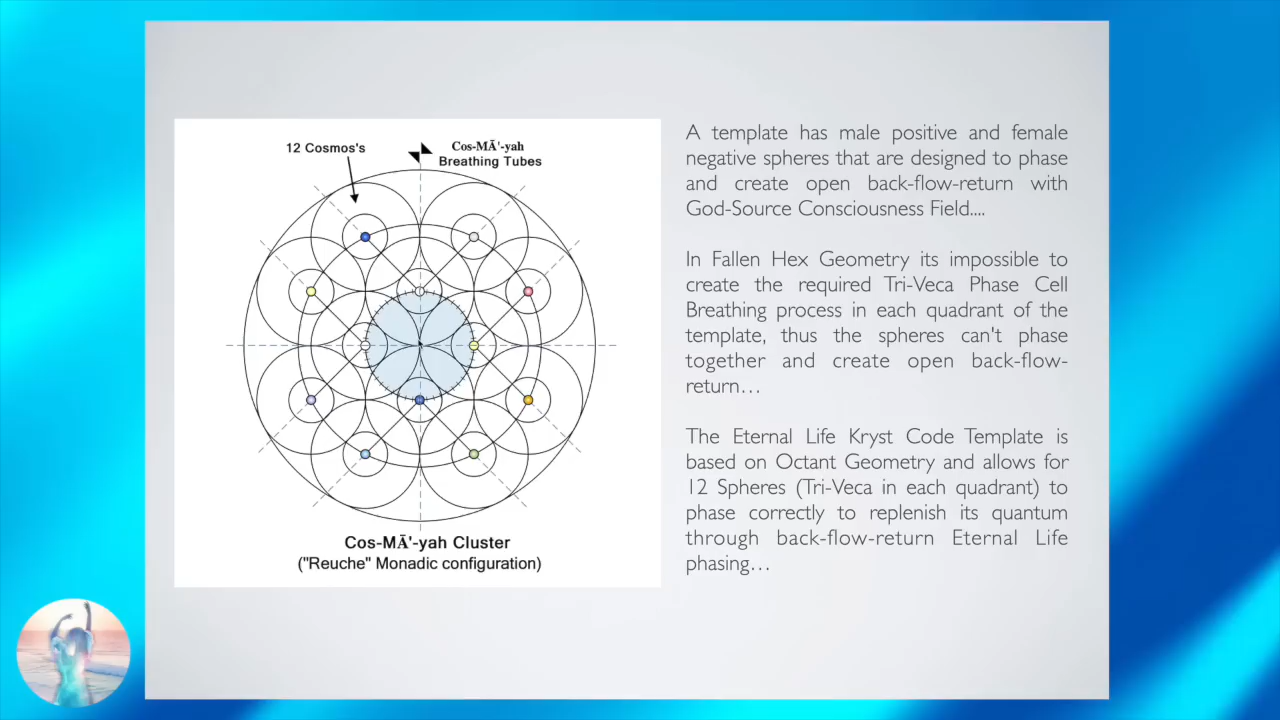 12 Cosmos's
Cos-MĀ'-yah
Breathing Tubes
Cos-MĀ'-yah Cluster
("Reuche" Monadic configuration)
A template has male positive and female
negative spheres that are designed to phase
and create open back-flow-return with
God-Source Consciousness Field....
In Fallen Hex Geometry its impossible to
create the required Tri-Veca Phase Cell
Breathing process in each quadrant of the
template, thus the spheres can't phase
together and create open back-flow-
return…
The Eternal Life Kryst Code Template is
based on Octant Geometry and allows for
12 Spheres (Tri-Veca in each quadrant) to
phase correctly to replenish its quantum
through back-flow-return Eternal Life
phasing…